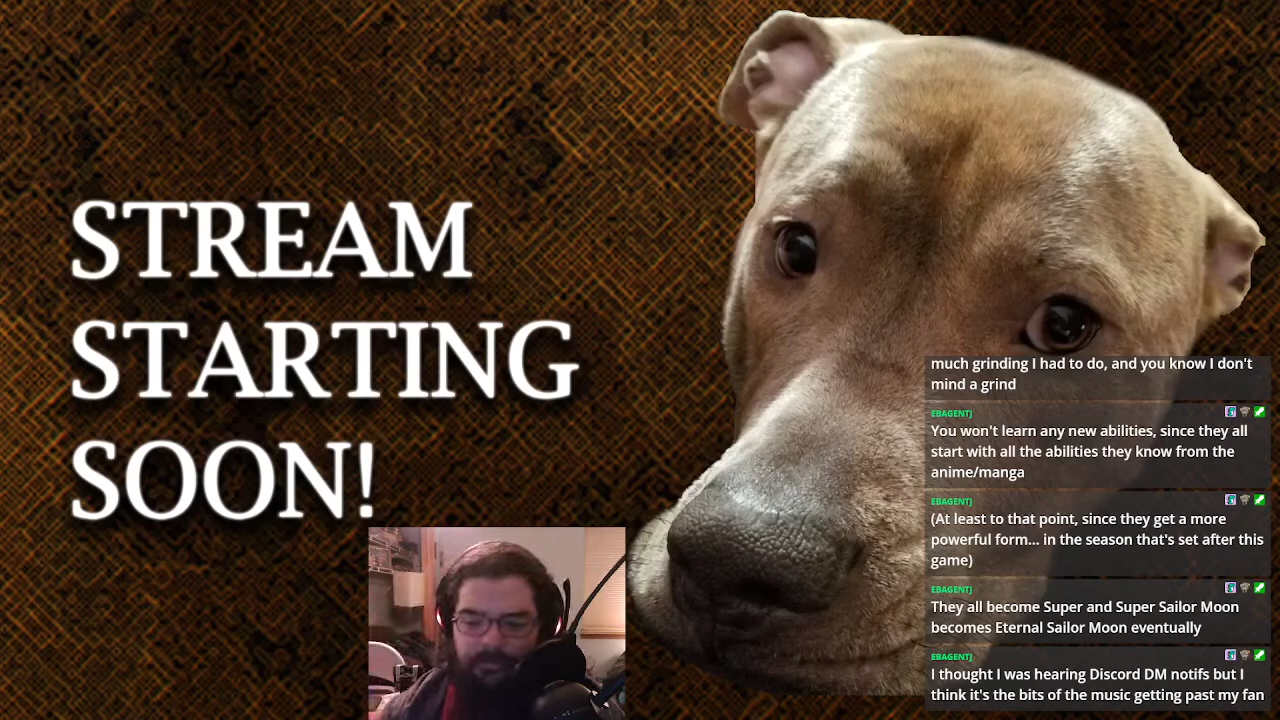 STREAM
STARTING
SOON!
much grinding I had to do, and you know I don't
mind a grind
EBAGENTJ
You won't learn any new abilities, since they all
start with all the abilities they know from the
anime/manga
EBAGENTJ
(At least to that point, since they get a more
powerful form... in the season that's set after this
game)
EBAGENTJ
They all become Super and Super Sailor Moon
becomes Eternal Sailor Moon eventually
EBAGENTJ
I thought I was hearing Discord DM notifs but I
think it's the bits of the music getting past my fan